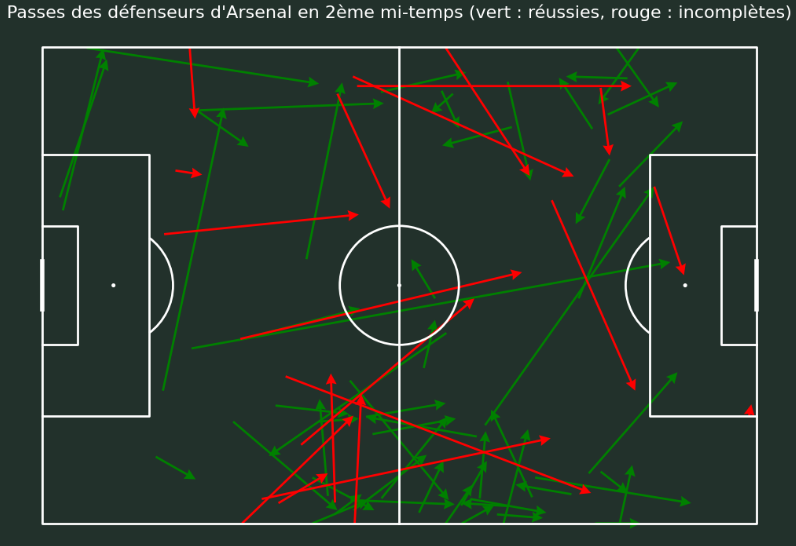 Passes des défenseurs d'Arsenal en 2ème mi-temps (vert : réussies, rouge : incomplètes)